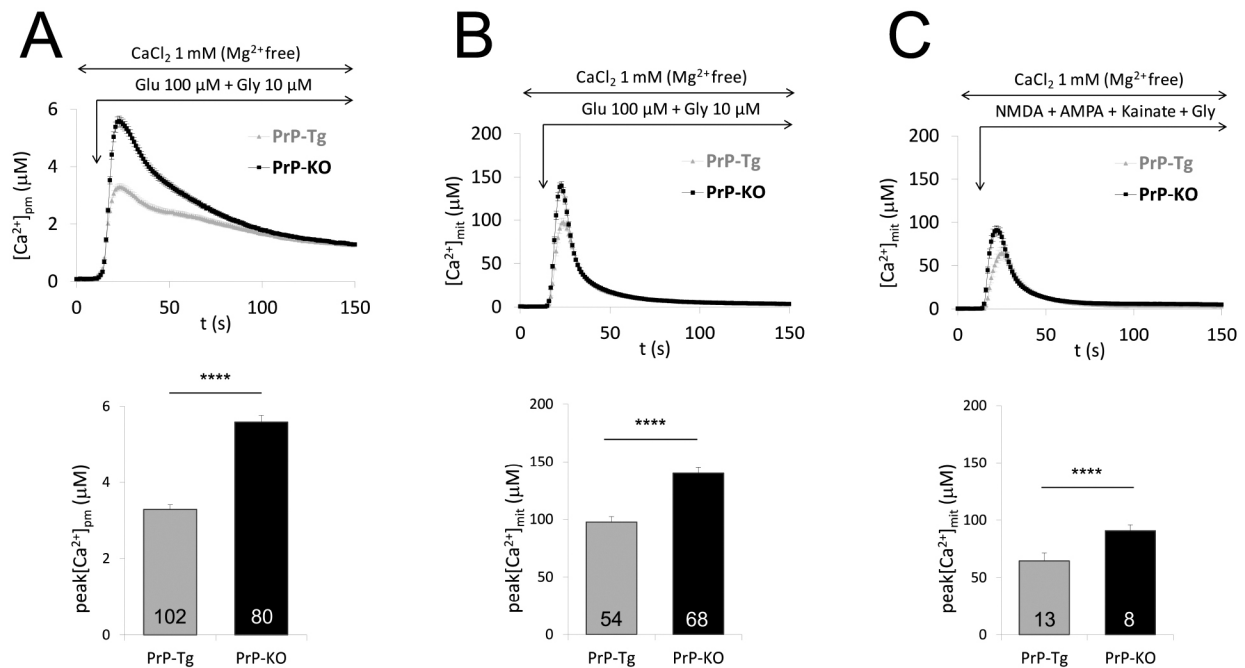 A
CaCl2 1 mM (Mg2+ free)
Glu 100 μM + Gly 10 μM
PrP-Tg
PrP-KO
[Ca2+]pm (μM)
6
4
2
0
0 50 100 150
t (s)
****
peak[Ca2+]pm (μM)
6
4
2
0
102
80
PrP-Tg PrP-KO
B
CaCl2 1 mM (Mg2+ free)
Glu 100 μM + Gly 10 μM
PrP-Tg
PrP-KO
[Ca2+]mit (μM)
200
150
100
50
0
0 50 100 150
t (s)
****
peak[Ca2+]mit (μM)
200
150
100
50
0
54
68
PrP-Tg PrP-KO
C
CaCl2 1 mM (Mg2+ free)
NMDA + AMPA + Kainate + Gly
PrP-Tg
PrP-KO
[Ca2+]mit (μM)
200
150
100
50
0
0 50 100 150
t (s)
****
peak[Ca2+]mit (μM)
200
150
100
50
0
13
8
PrP-Tg PrP-KO